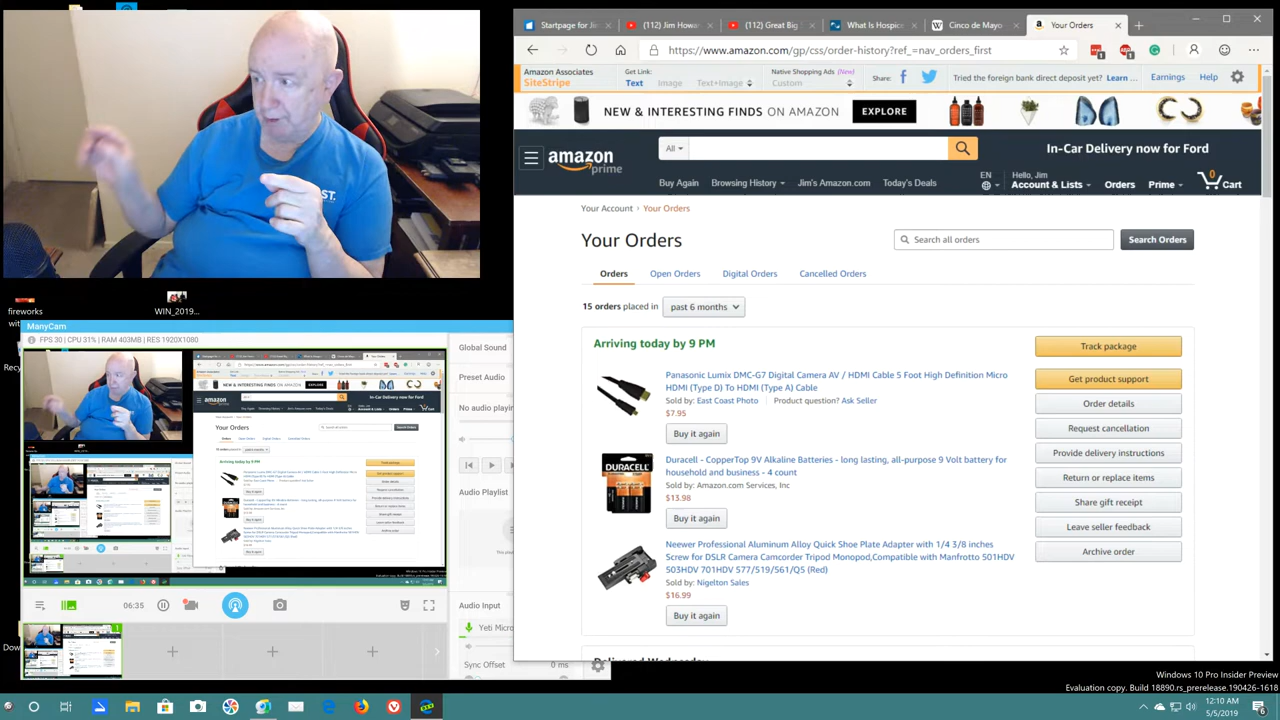 Startpage for Jim
(112) Jim Howa
(112) Great Big
What Is Hospic
Cinco de Mayo
Your Orders
https://www.amazon.com/gp/css/order-history?ref_=nav_orders_first
Amazon Associates
SiteStripe
Get Link:
Text
Image
Text+Image
Native Shopping Ads (New)
Custom
Share:
Tried the foreign bank direct deposit yet? Learn ...
Earnings
Help
NEW & INTERESTING FINDS ON AMAZON
EXPLORE
amazon
prime
All
In-Car Delivery now for Ford
Buy Again
Browsing History
Jim's Amazon.com
Today's Deals
EN
Hello, Jim
Account & Lists
Orders
Prime
0
Cart
Your Account › Your Orders
Your Orders
Search all orders
Search Orders
Orders
Open Orders
Digital Orders
Cancelled Orders
15 orders placed in
past 6 months
Arriving today by 9 PM
Panasonic Lumix DMC-G7 Digital Camera AV / HDMI Cable 5 Foot High Definition Micro
HDMI (Type D) To HDMI (Type A) Cable
Sold by: East Coast Photo | Product question? Ask Seller
$7.95
Buy it again
Duracell - CopperTop 9V Alkaline Batteries - long lasting, all-purpose 9 Volt battery for
household and business - 4 count
Sold by: Amazon.com Services, Inc
$13.98
Buy it again
DURACELL
Neewer Professional Aluminum Alloy Quick Shoe Plate Adapter with 1/4 3/8 inches
Screw for DSLR Camera Camcorder Tripod Monopod,Compatible with Manfrotto 501HDV
503HDV 701HDV 577/519/561/Q5 (Red)
Sold by: Nigelton Sales
$16.99
Buy it again
Track package
Get product support
Order details
Request cancellation
Provide delivery instructions
Return or replace items
Share gift receipt
Leave seller feedback
Archive order
fireworks
wit
WIN_2019...
Recy
Dow
ST.
ManyCam
FPS 30 | CPU 31% | RAM 403MB | RES 1920X1080
Global Sound
Preset Audio
No audio playin
Audio Playlist
This play
Audio Input
Yeti Micro
Sync Offset
0 ms
06:35
1
Windows 10 Pro Insider Preview
Evaluation copy. Build 18890.rs_prerelease.190426-1618
12:10 AM
5/5/2019
6